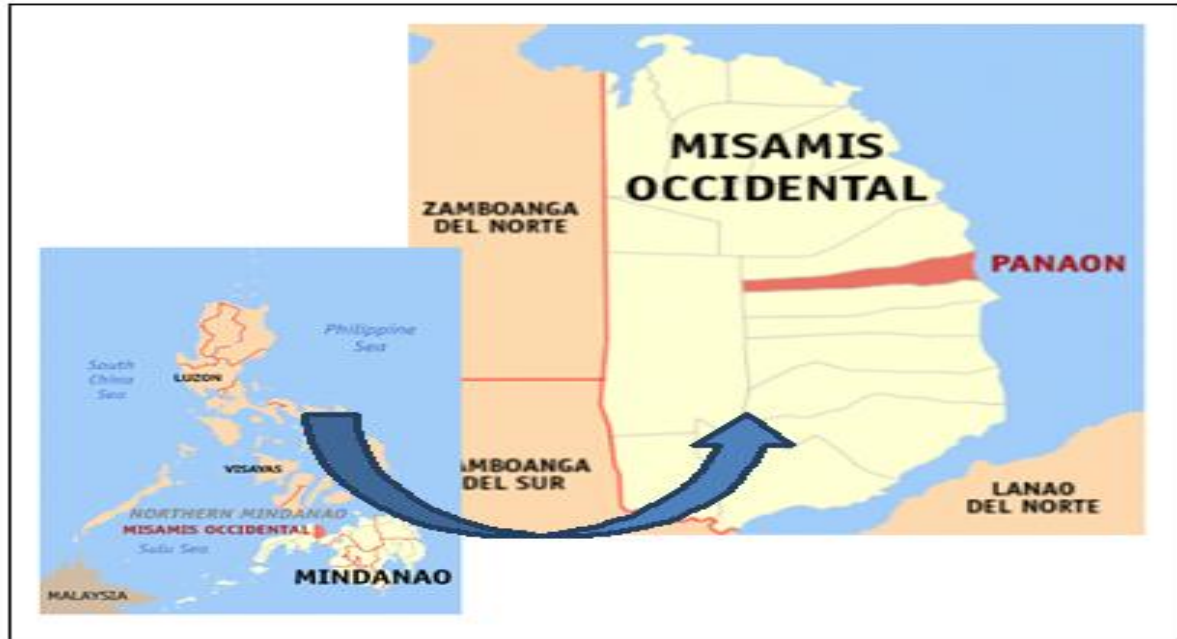 MISAMIS
OCCIDENTAL
ZAMBOANGA
DEL NORTE
PANAON
AMBOANGA
DEL SUR
LANAO
DEL NORTE
Philippine
Sea
South
China
Sea
LUZON
VISAYAS
NORTHERN MINDANAO
MISAMIS OCCIDENTAL
Sulu Sea
MINDANAO
MALAYSIA